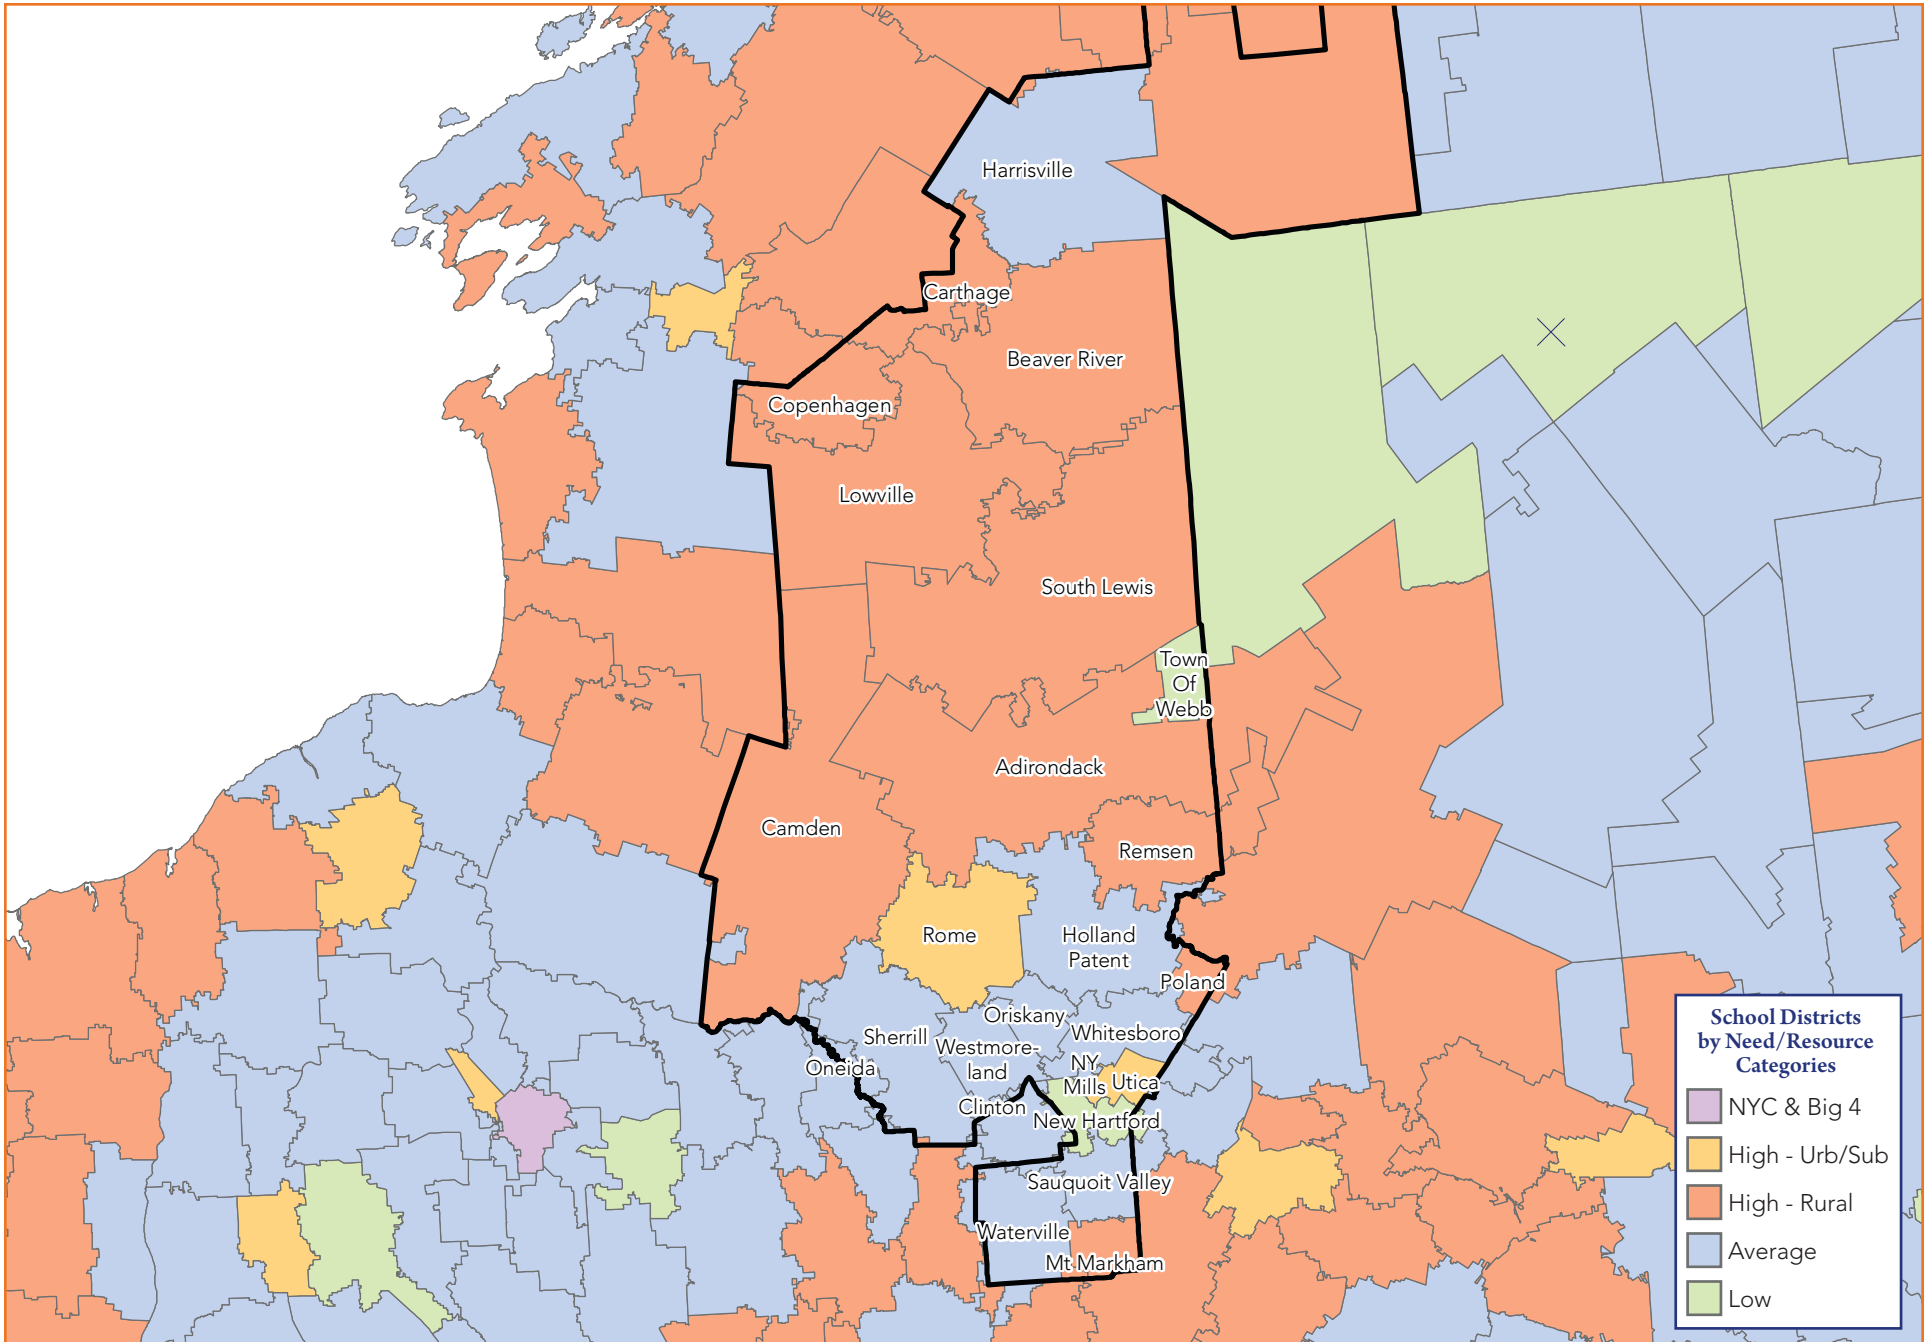 Harrisville
Carthage
Beaver River
Copenhagen
Lowville
South Lewis
Town
Of
Webb
Adirondack
Camden
Remsen
Rome
Holland
Patent
Poland
Oriskany
Sherrill
Whitesboro
Westmore-
land
NY
Mills
Oneida
Utica
Clinton
New Hartford
Sauquoit Valley
Waterville
Mt Markham
School Districts
by Need/Resource
Categories
NYC & Big 4
High - Urb/Sub
High - Rural
Average
Low